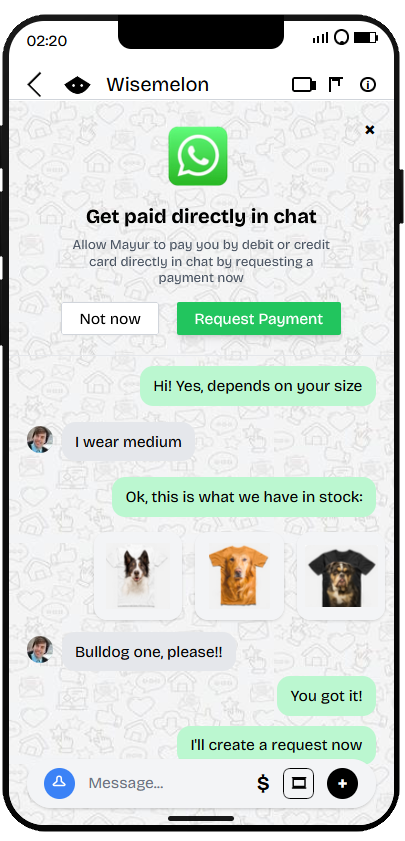 02:20
Wisemelon
Get paid directly in chat
Allow Mayur to pay you by debit or credit
card directly in chat by requesting a
payment now
Not now
Request Payment
Hi! Yes, depends on your size
I wear medium
Ok, this is what we have in stock:
Bulldog one, please!!
You got it!
I'll create a request now
Message...
$